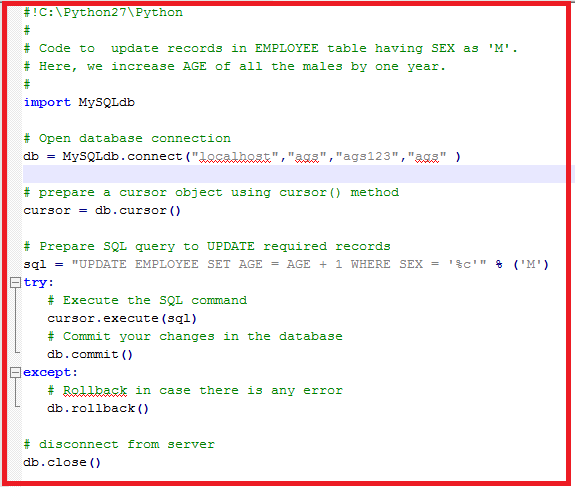 #!C:\Python27\Python
#
# Code to  update records in EMPLOYEE table having SEX as 'M'.
# Here, we increase AGE of all the males by one year.
#
import MySQLdb
# Open database connection
db = MySQLdb.connect("localhost","ags","ags123","ags" )
# prepare a cursor object using cursor() method
cursor = db.cursor()
# Prepare SQL query to UPDATE required records
sql = "UPDATE EMPLOYEE SET AGE = AGE + 1 WHERE SEX = '%c'" % ('M')
try:
   # Execute the SQL command
   cursor.execute(sql)
   # Commit your changes in the database
   db.commit()
except:
   # Rollback in case there is any error
   db.rollback()
# disconnect from server
db.close()